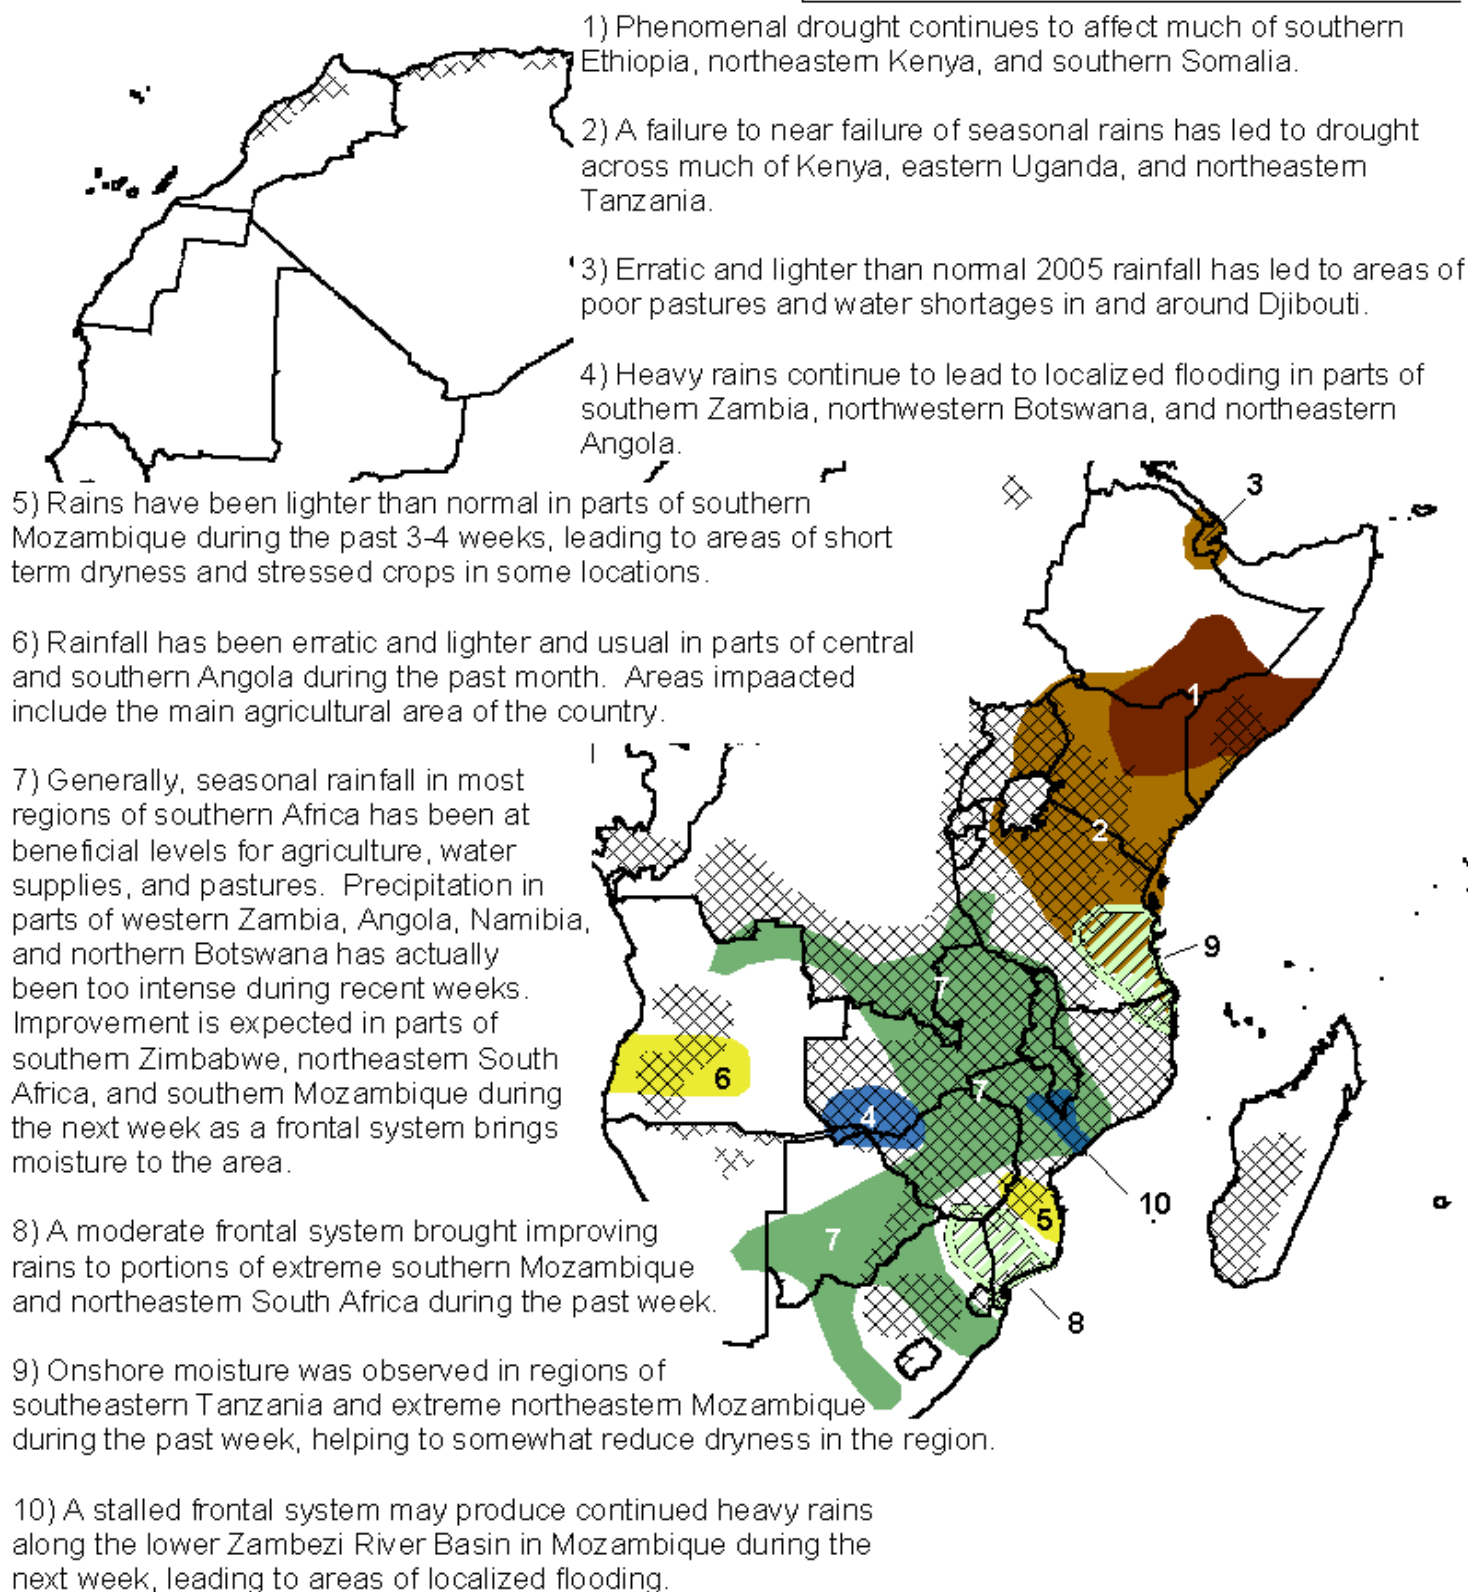 1) Phenomenal drought continues to affect much of southern
Ethiopia, northeastern Kenya, and southern Somalia.
2) A failure to near failure of seasonal rains has led to drought
across much of Kenya, eastern Uganda, and northeastern
Tanzania.
3) Erratic and lighter than normal 2005 rainfall has led to areas of
poor pastures and water shortages in and around Djibouti.
4) Heavy rains continue to lead to localized flooding in parts of
southern Zambia, northwestern Botswana, and northeastern
Angola.
5) Rains have been lighter than normal in parts of southern
Mozambique during the past 3-4 weeks, leading to areas of short
term dryness and stressed crops in some locations.
6) Rainfall has been erratic and lighter and usual in parts of central
and southern Angola during the past month.  Areas impaacted
include the main agricultural area of the country.
7) Generally, seasonal rainfall in most
regions of southern Africa has been at
beneficial levels for agriculture, water
supplies, and pastures.  Precipitation in
parts of western Zambia, Angola, Namibia,
and northern Botswana has actually
been too intense during recent weeks.
Improvement is expected in parts of
southern Zimbabwe, northeastern South
Africa, and southern Mozambique during
the next week as a frontal system brings
moisture to the area.
8) A moderate frontal system brought improving
rains to portions of extreme southern Mozambique
and northeastern South Africa during the past week.
9) Onshore moisture was observed in regions of
southeastern Tanzania and extreme northeastern Mozambique
during the past week, helping to somewhat reduce dryness in the region.
10) A stalled frontal system may produce continued heavy rains
along the lower Zambezi River Basin in Mozambique during the
next week, leading to areas of localized flooding.
3
1
2
9
7
6
7
4
10
5
7
8